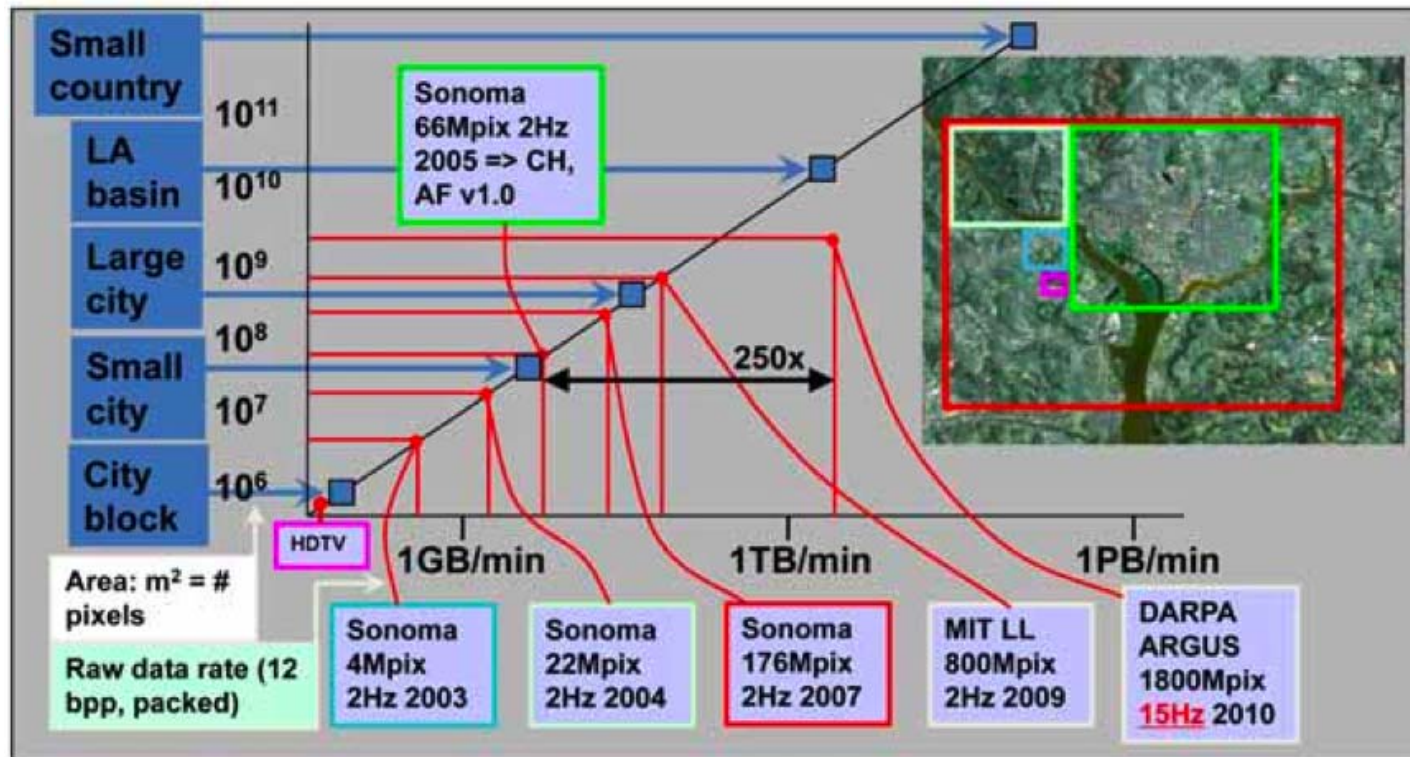 Small
country
10¹¹
LA
basin
10¹⁰
Large
city
10⁹
10⁸
Small
city
10⁷
City
block
10⁶
Sonoma
66Mpix 2Hz
2005 => CH,
AF v1.0
250x
HDTV
1GB/min
1TB/min
1PB/min
Area: m² = #
pixels
Raw data rate (12
bpp, packed)
Sonoma
4Mpix
2Hz 2003
Sonoma
22Mpix
2Hz 2004
Sonoma
176Mpix
2Hz 2007
MIT LL
800Mpix
2Hz 2009
DARPA
ARGUS
1800Mpix
15Hz 2010